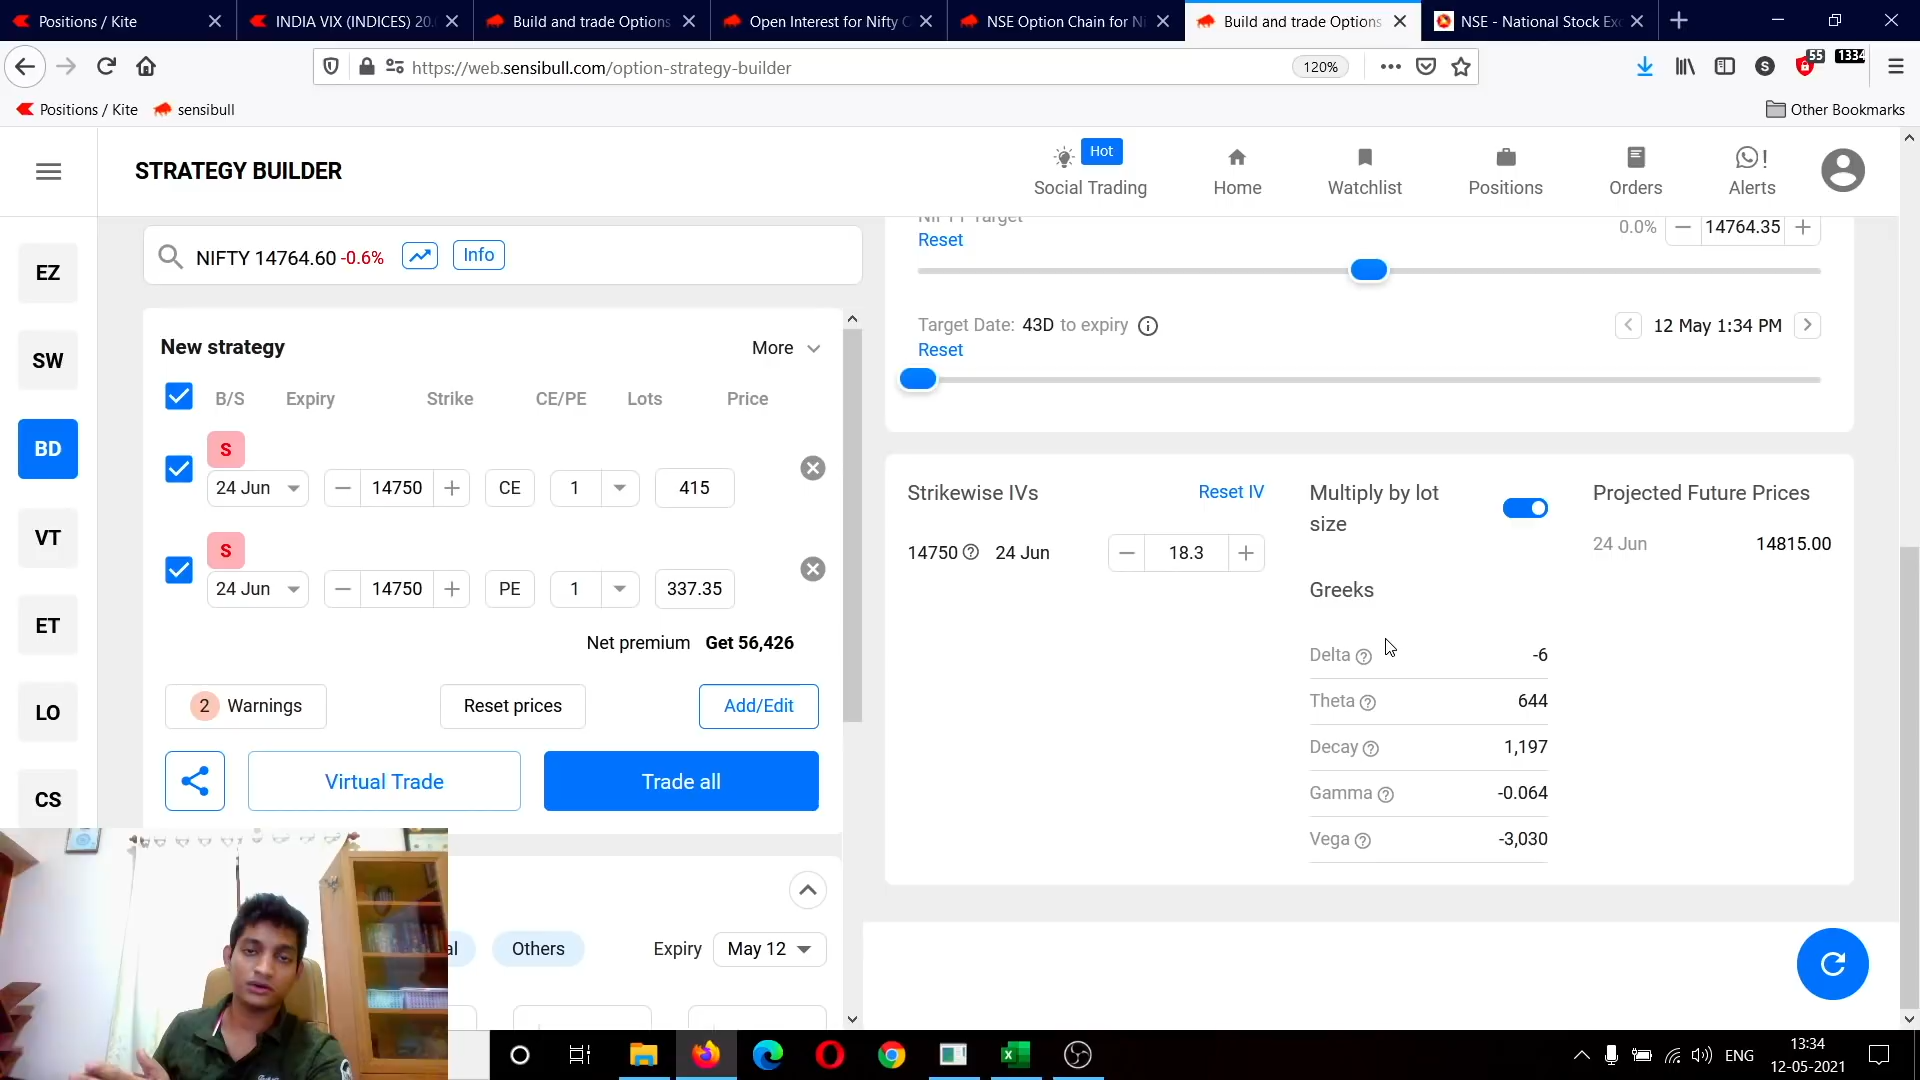 Positions / Kite
INDIA VIX (INDICES) 20.
Build and trade Options
Open Interest for Nifty
NSE Option Chain for Ni
Build and trade Options
NSE - National Stock Exc
https://web.sensibull.com/option-strategy-builder
120%
55
1334
Positions / Kite
sensibull
Other Bookmarks
STRATEGY BUILDER
Hot
Social Trading
Home
Watchlist
Positions
Orders
Alerts
EZ
SW
BD
VT
ET
LO
CS
NIFTY 14764.60 -0.6%
Info
New strategy
More
B/S Expiry Strike CE/PE Lots Price
S
24 Jun 14750 CE 1 415
S
24 Jun 14750 PE 1 337.35
Net premium Get 56,426
2 Warnings
Reset prices
Add/Edit
Virtual Trade
Trade all
Others
Expiry
May 12
NIFTY Target
Reset
0.0%
14764.35
Target Date: 43D to expiry
Reset
12 May 1:34 PM
Strikewise IVs
Reset IV
14750 24 Jun 18.3
Multiply by lot
size
Greeks
Delta -6
Theta 644
Decay 1,197
Gamma -0.064
Vega -3,030
Projected Future Prices
24 Jun 14815.00
ENG
13:34
12-05-2021